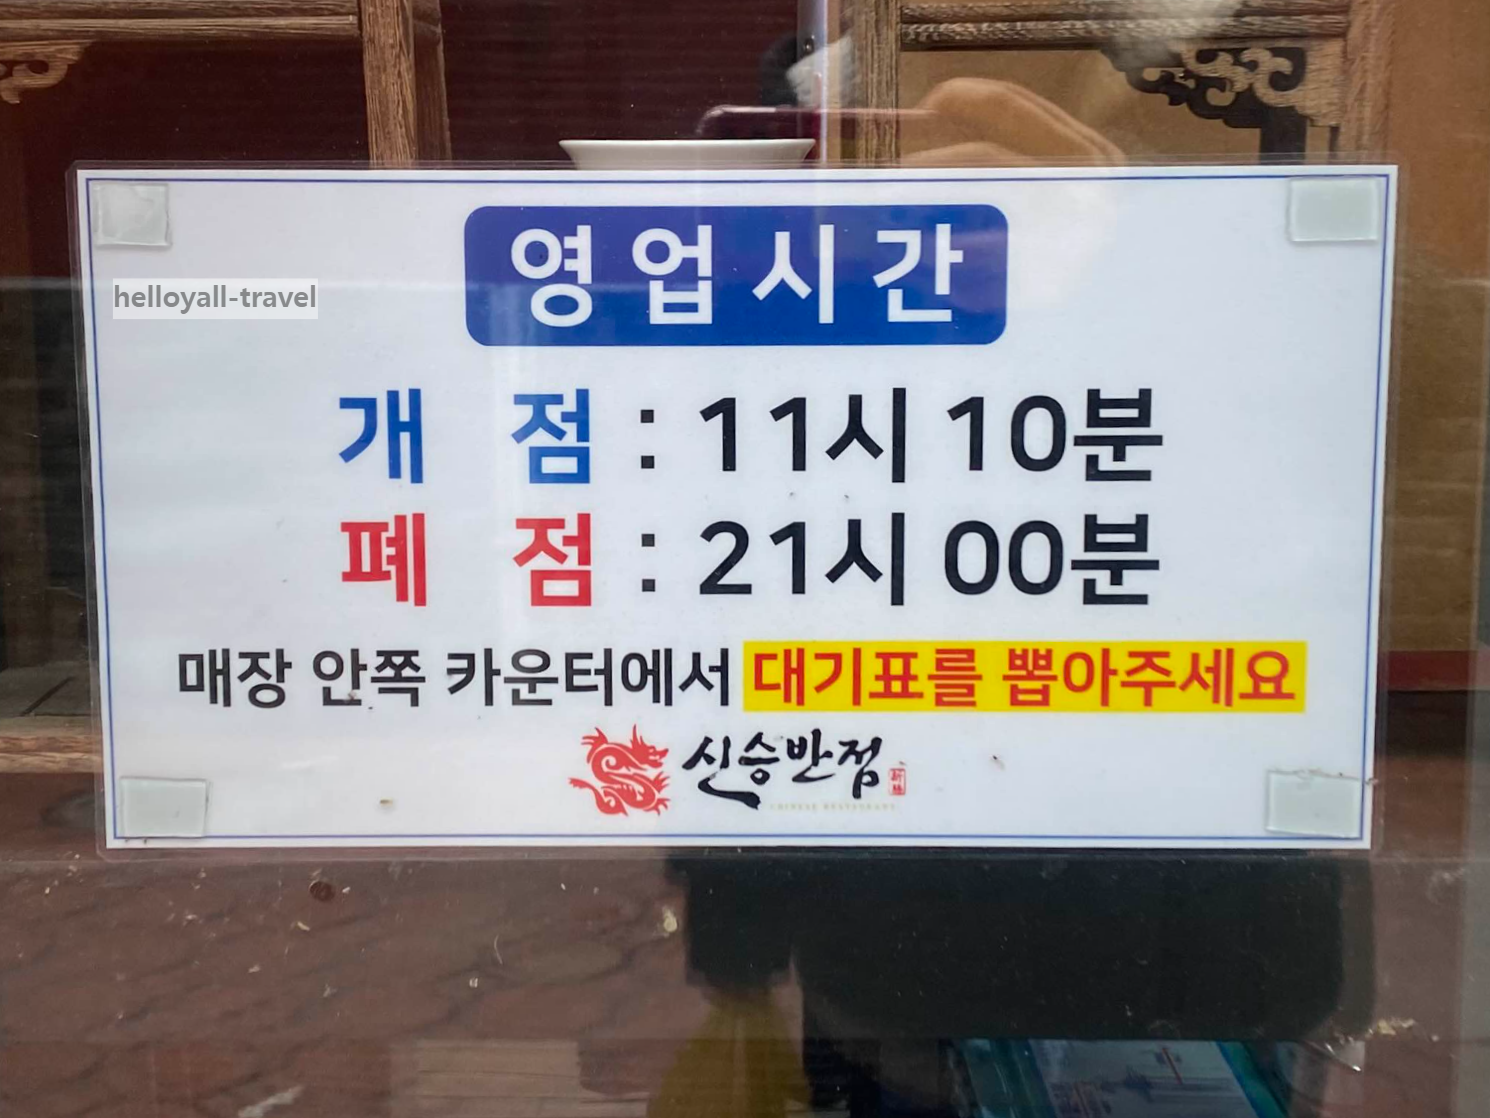 영업시간
helloyall-travel
개 점 : 11시 10분
폐 점 : 21시 00분
매장 안쪽 카운터에서 대기표를 뽑아주세요
신승반점
CHINESE RESTAURANT